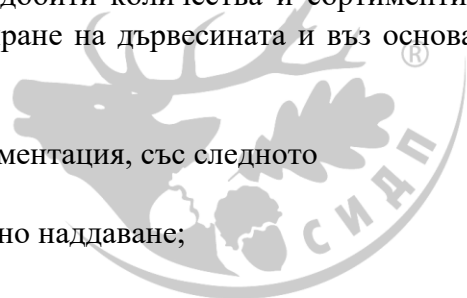 добити количества и сортименти
ране на дървесината и въз основа
®
ментация, със следното
но наддаване;
СИДП